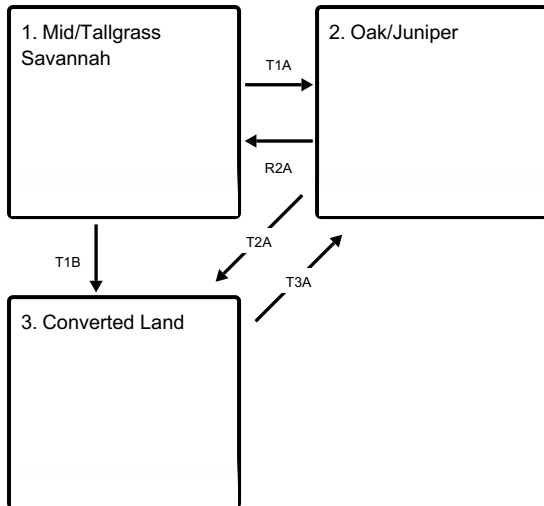 1. Mid/Tallgrass
Savannah
2. Oak/Juniper
T1A
R2A
T1B
T2A
T3A
3. Converted Land